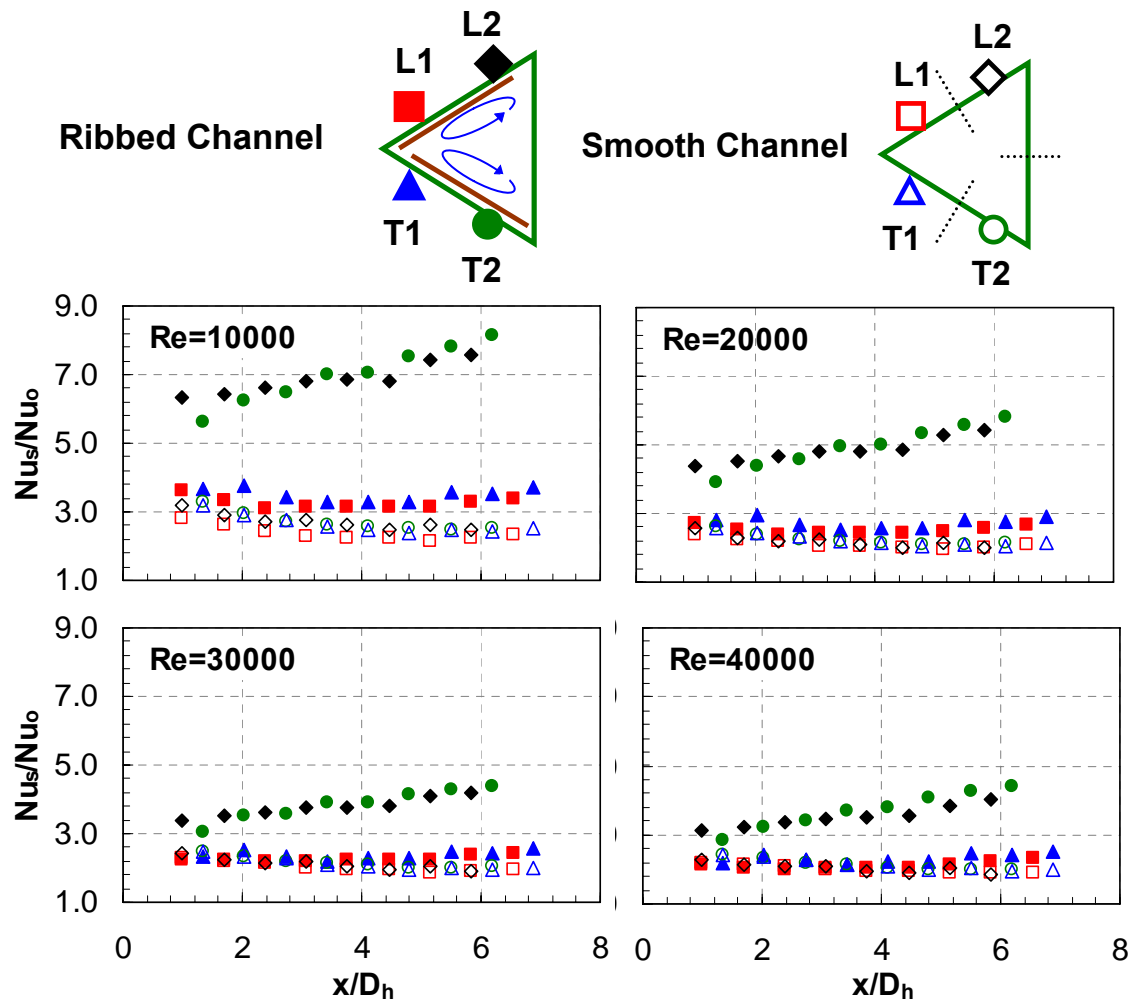 L2
L2
L1
L1
Ribbed Channel
Smooth Channel
T1
T1
T2
T2
9.0
Re=10000
Re=20000
7.0
Nus/Nuo
5.0
3.0
1.0
9.0
Re=30000
Re=40000
7.0
Nus/Nuo
5.0
3.0
1.0
0 2 4 6 8
0 2 4 6 8
x/Dh
x/Dh